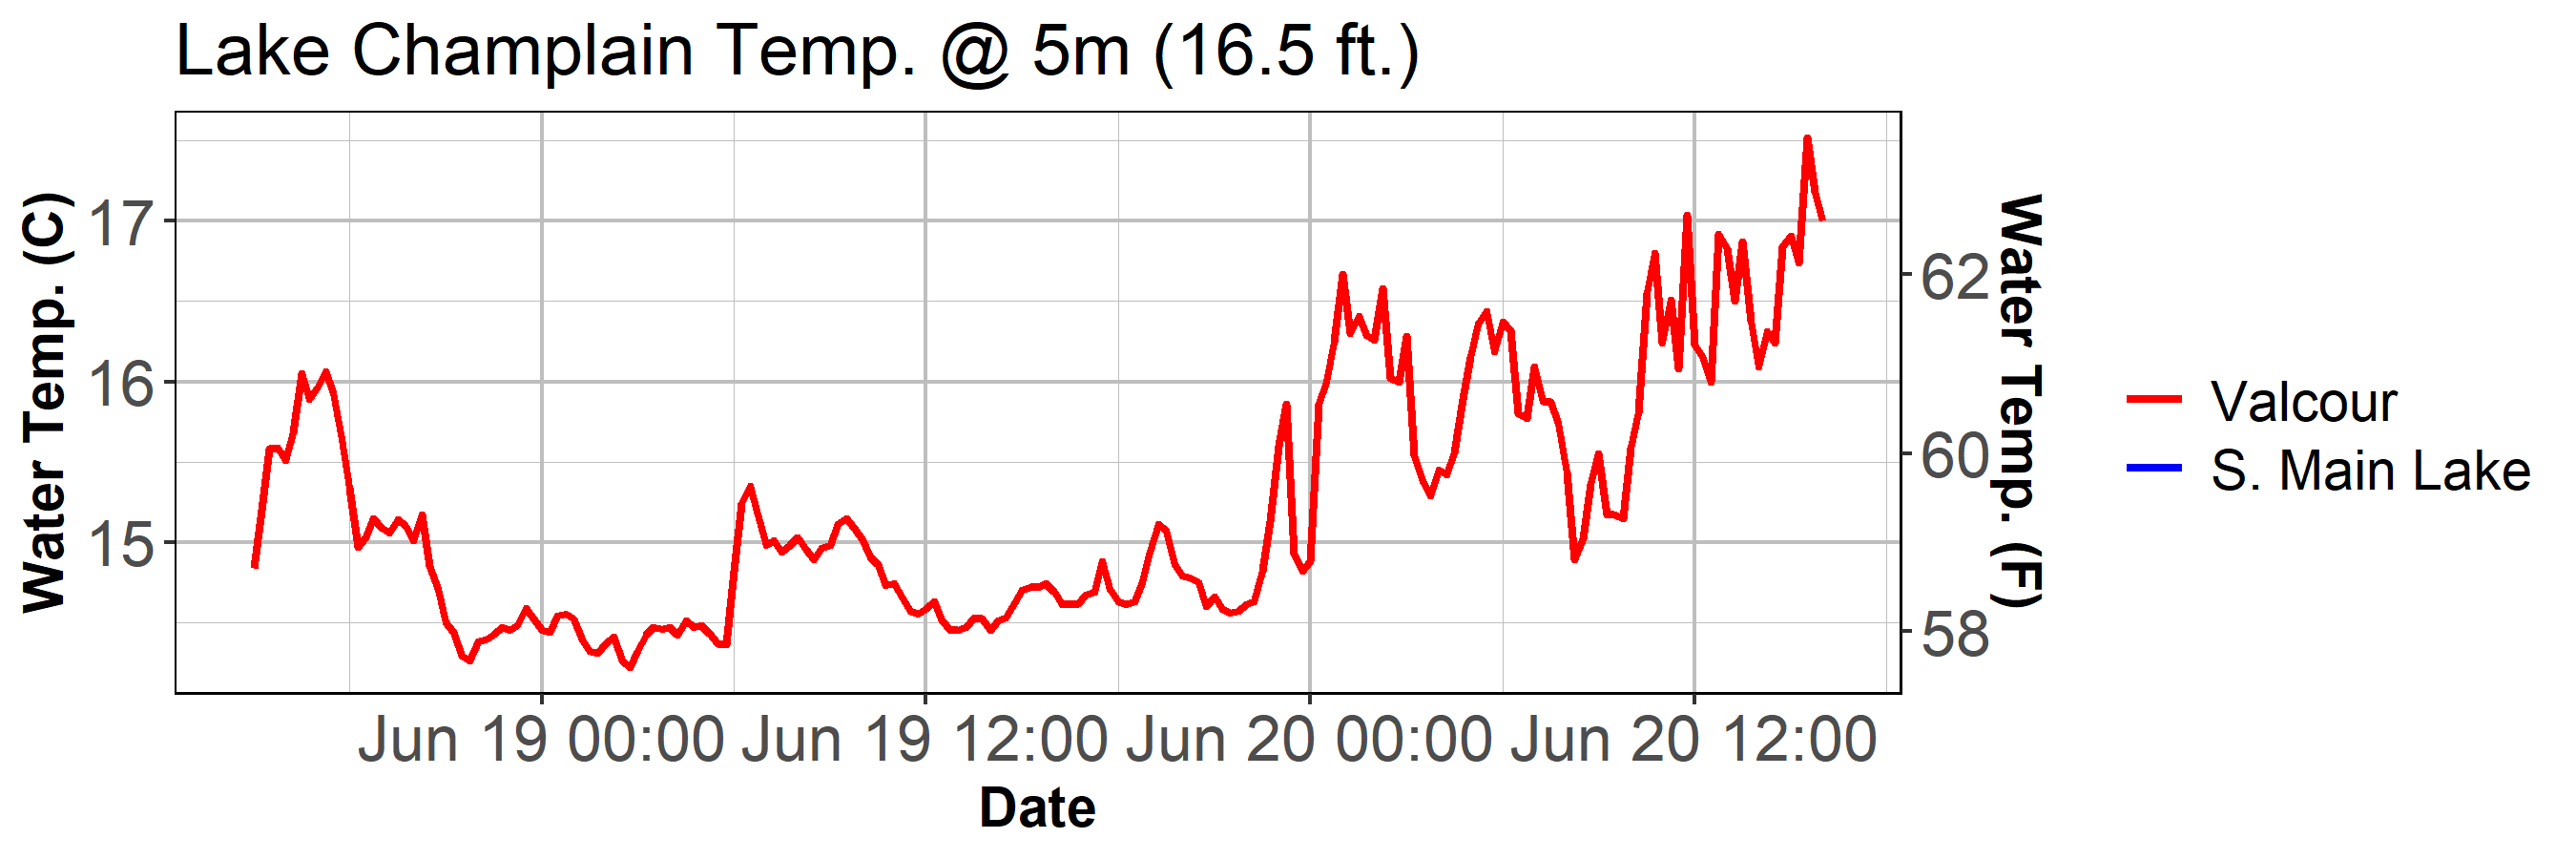 Lake Champlain Temp. @ 5m (16.5 ft.)
Water Temp. (C)
17
16
15
Water Temp. (F)
62
60
58
Jun 19 00:00 Jun 19 12:00 Jun 20 00:00 Jun 20 12:00
Date
Valcour
S. Main Lake